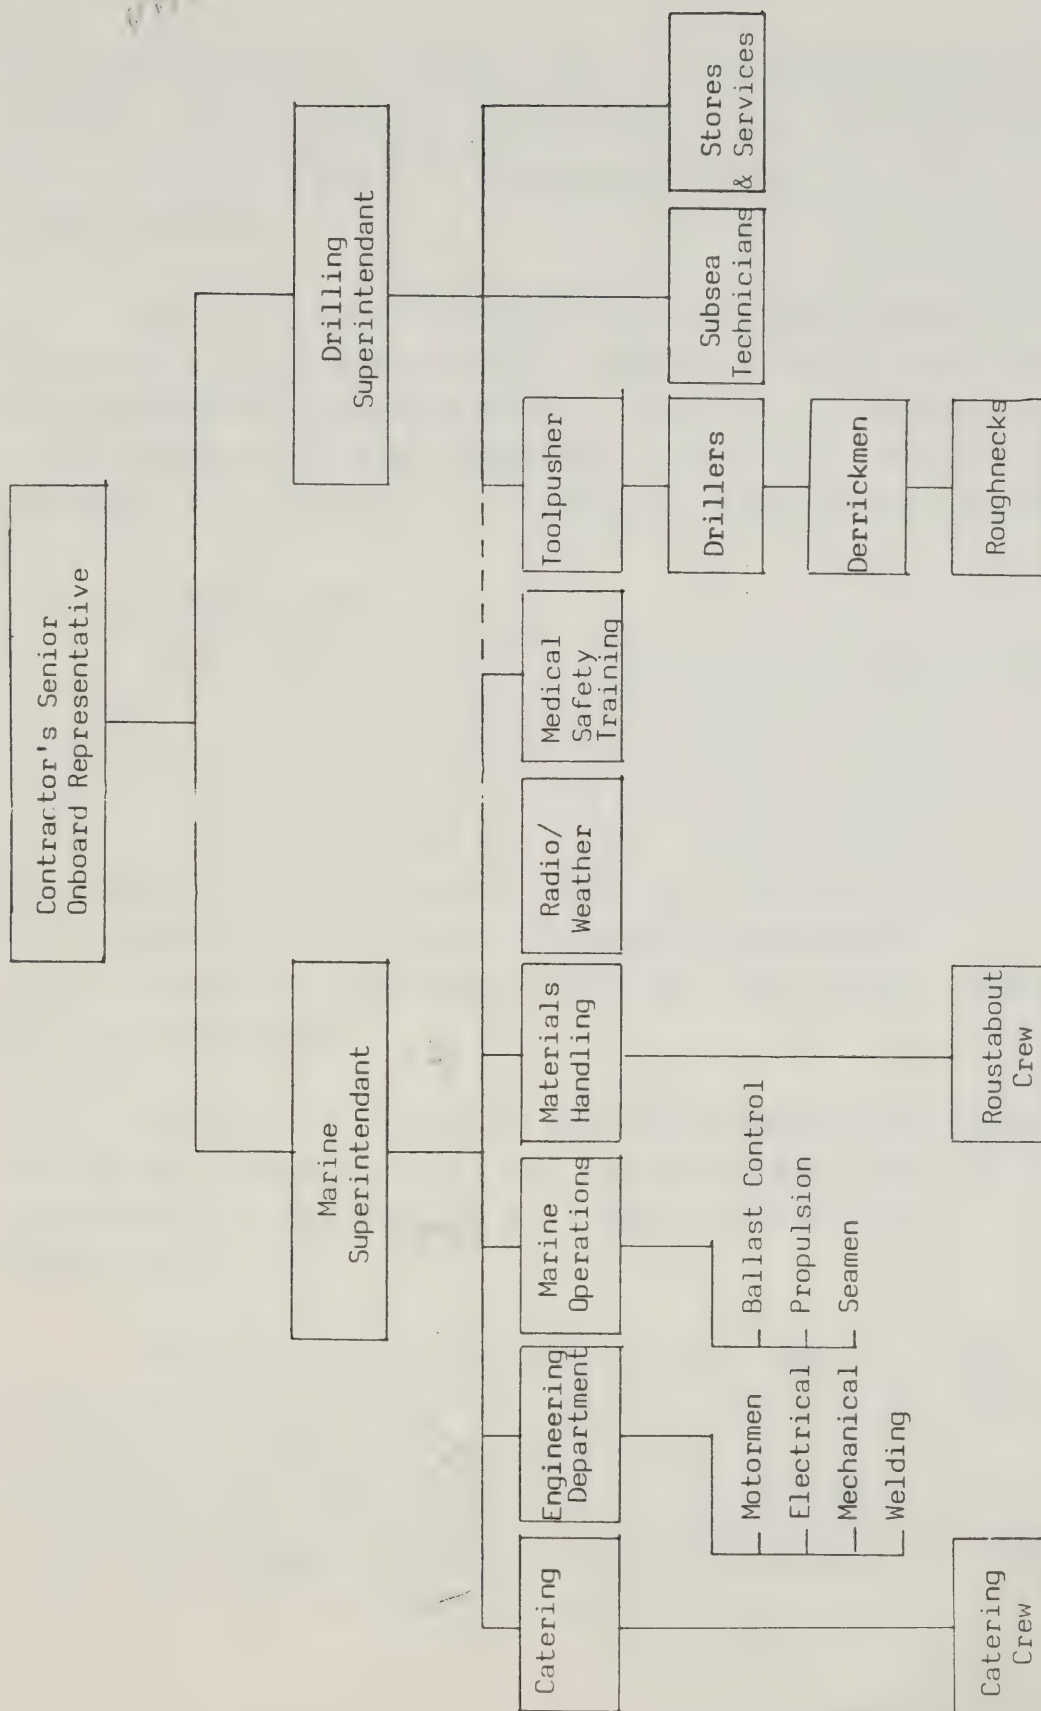 Contractor's Senior
Onboard Representative
Marine
Superintendant
Drilling
Superintendant
Catering
Engineering
Department
Marine
Operations
Materials
Handling
Radio/
Weather
Medical
Safety
Training
Toolpusher
Subsea
Technicians
Stores
& Services
Drillers
Motormen
Electrical
Mechanical
Welding
Ballast Control
Propulsion
Seamen
Derrickmen
Catering
Crew
Roustabout
Crew
Roughnecks